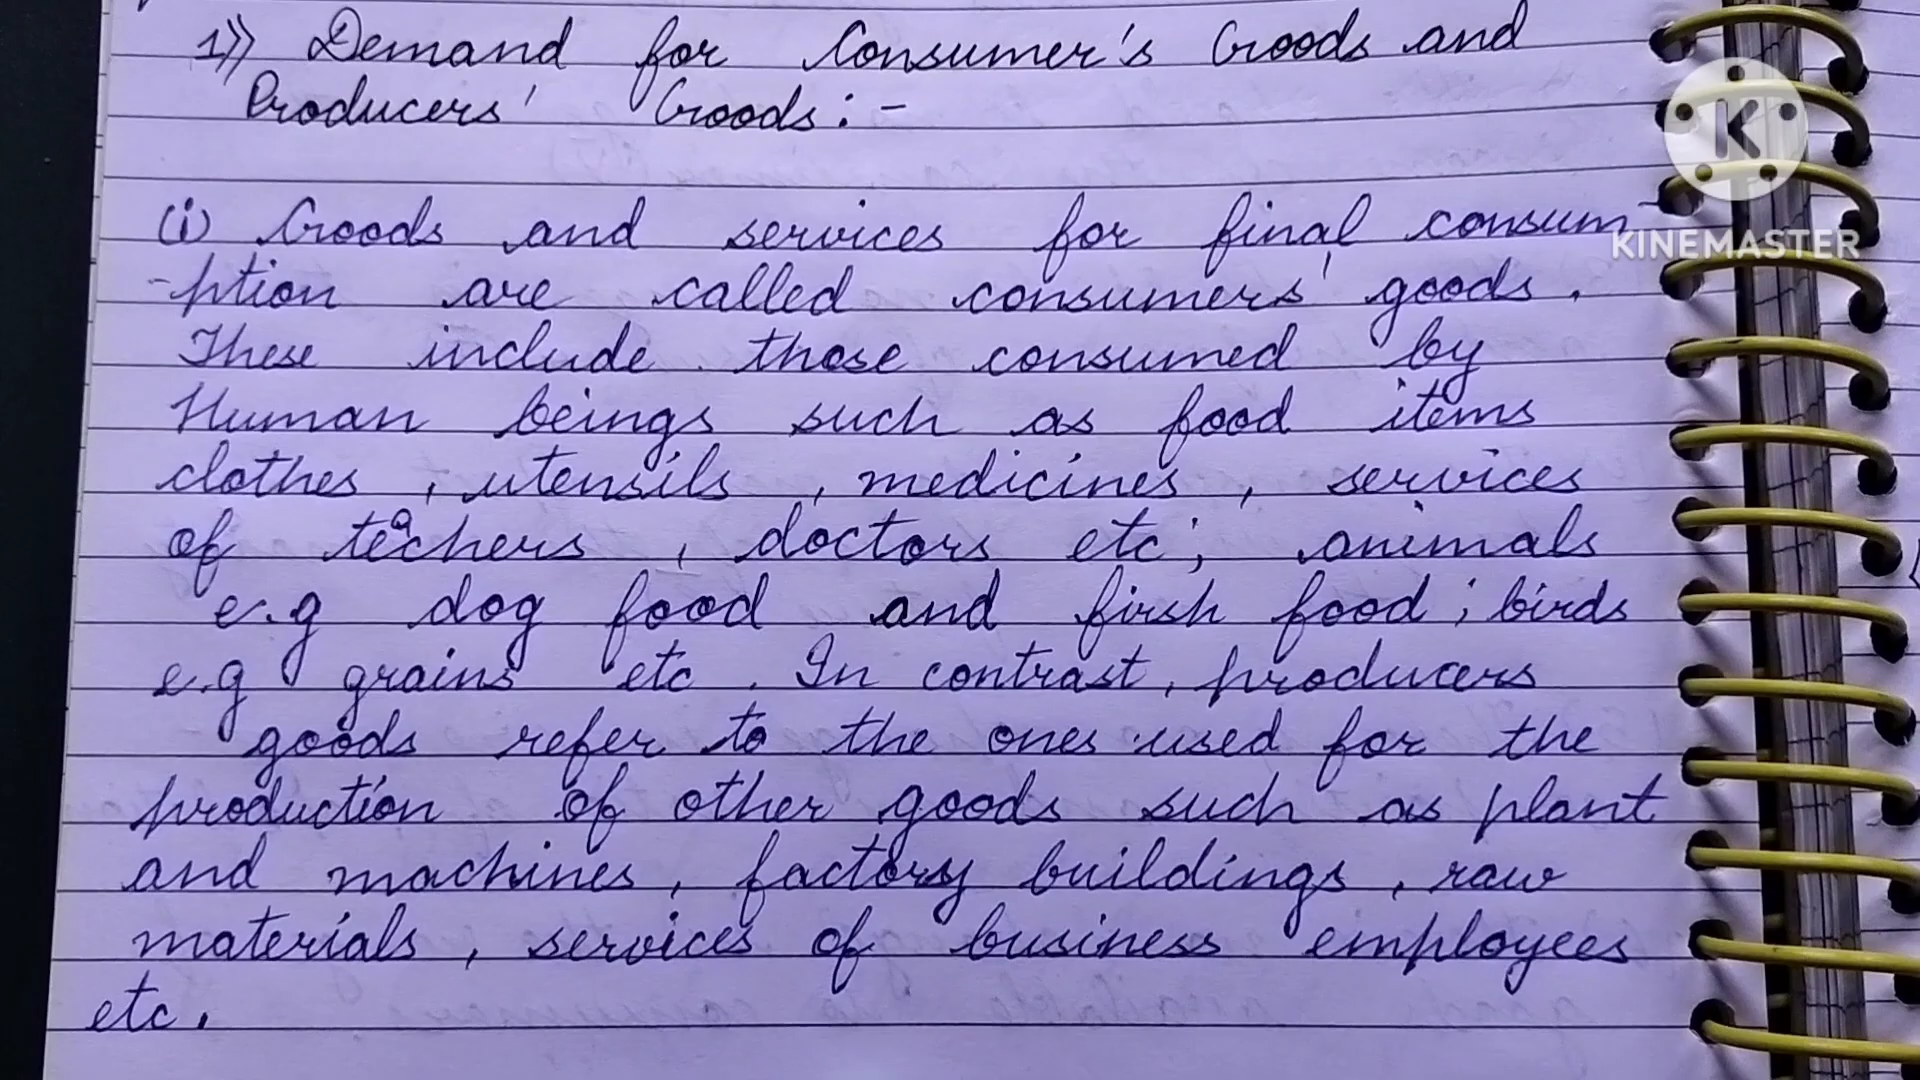 1») Demand for Consumer's Goods and
Producers' Goods :-
(i) Goods and services for final consum-
-ption are called consumers' goods.
These include those consumed by
Human beings such as food items
clothes , utensils , medicines , services
of teachers , doctors etc ; animals
e.g dog food and firsh food ; birds
e.g grains etc . In contrast , producers
goods refer to the ones used for the
production of other goods such as plant
and machines , factory buildings , raw
materials , services of business employees
etc .
K
KINEMASTER